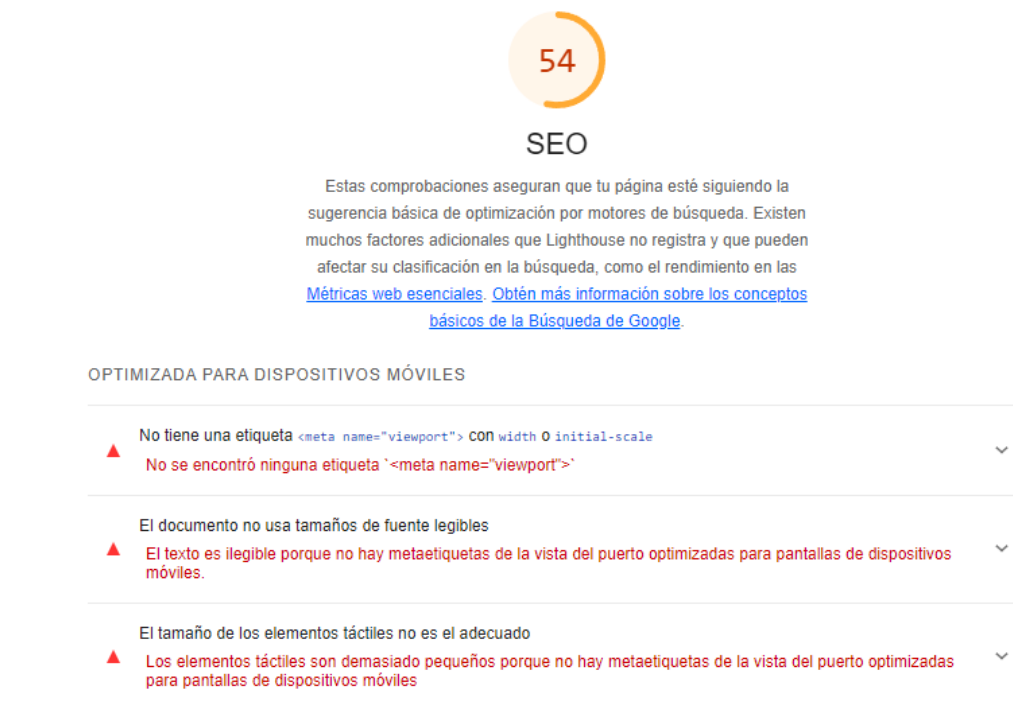 54
SEO
Estas comprobaciones aseguran que tu página esté siguiendo la
sugerencia básica de optimización por motores de búsqueda. Existen
muchos factores adicionales que Lighthouse no registra y que pueden
afectar su clasificación en la búsqueda, como el rendimiento en las
Métricas web esenciales. Obtén más información sobre los conceptos
básicos de la Búsqueda de Google.
OPTIMIZADA PARA DISPOSITIVOS MÓVILES
No tiene una etiqueta <meta name="viewport"> con width o initial-scale
No se encontró ninguna etiqueta `<meta name="viewport">`
El documento no usa tamaños de fuente legibles
El texto es ilegible porque no hay metaetiquetas de la vista del puerto optimizadas para pantallas de dispositivos
móviles.
El tamaño de los elementos táctiles no es el adecuado
Los elementos táctiles son demasiado pequeños porque no hay metaetiquetas de la vista del puerto optimizadas
para pantallas de dispositivos móviles